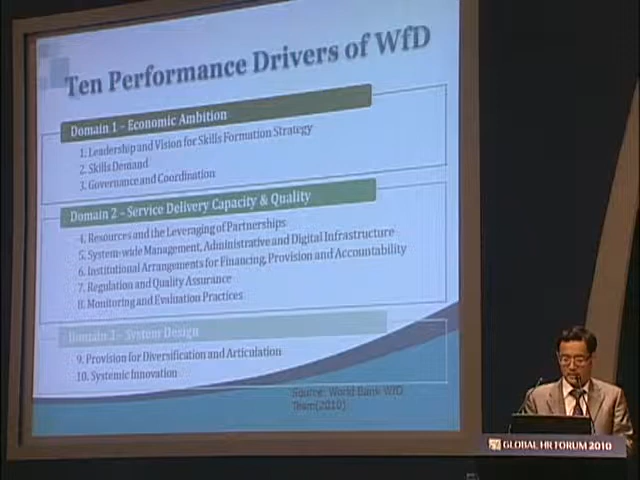 Ten Performance Drivers of WfD
Domain 1 – Economic Ambition
1. Leadership and Vision for Skills Formation Strategy
2. Skills Demand
3. Governance and Coordination
Domain 2 – Service Delivery Capacity & Quality
4. Resources and the Leveraging of Partnerships
5. System-wide Management, Administrative and Digital Infrastructure
6. Institutional Arrangements for Financing, Provision and Accountability
7. Regulation and Quality Assurance
8. Monitoring and Evaluation Practices
Domain 3 – System Design
9. Provision for Diversification and Articulation
10. Systemic Innovation
Source: World Bank WfD
Team(2010)
GLOBAL HR FORUM 2010